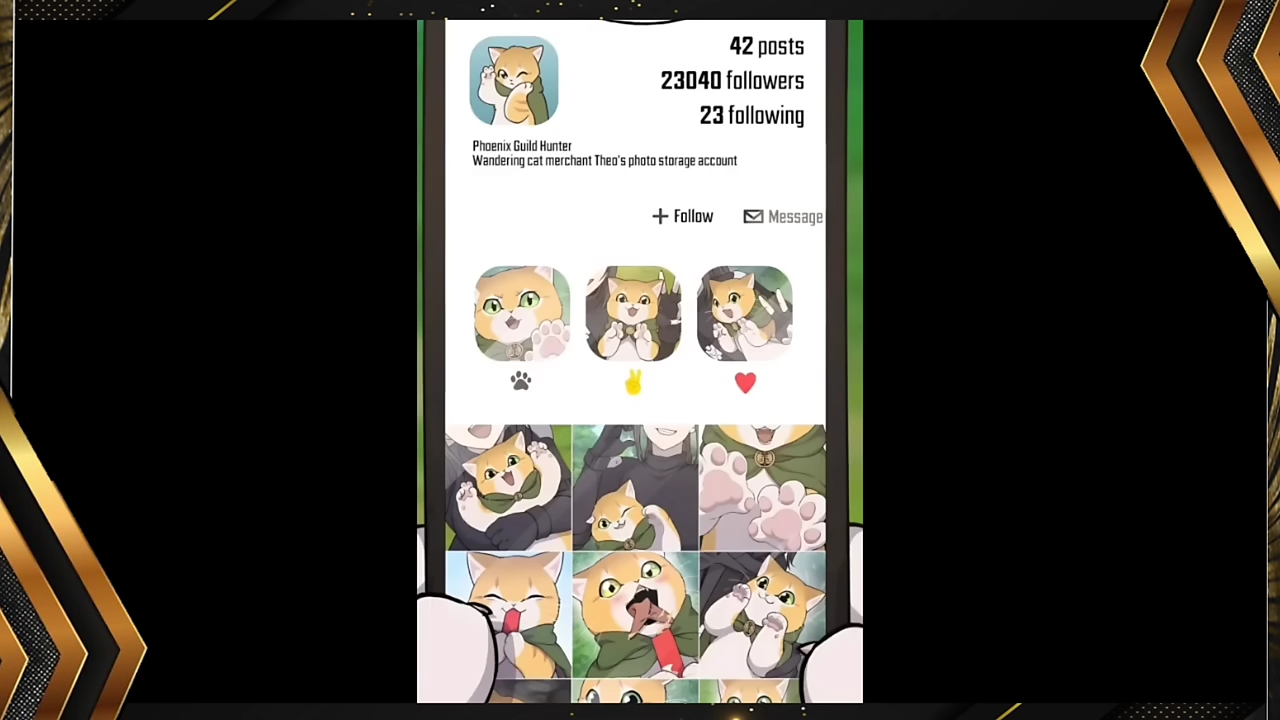 42 posts
23040 followers
23 following
Phoenix Guild Hunter
Wandering cat merchant Theo's photo storage account
Follow
Message